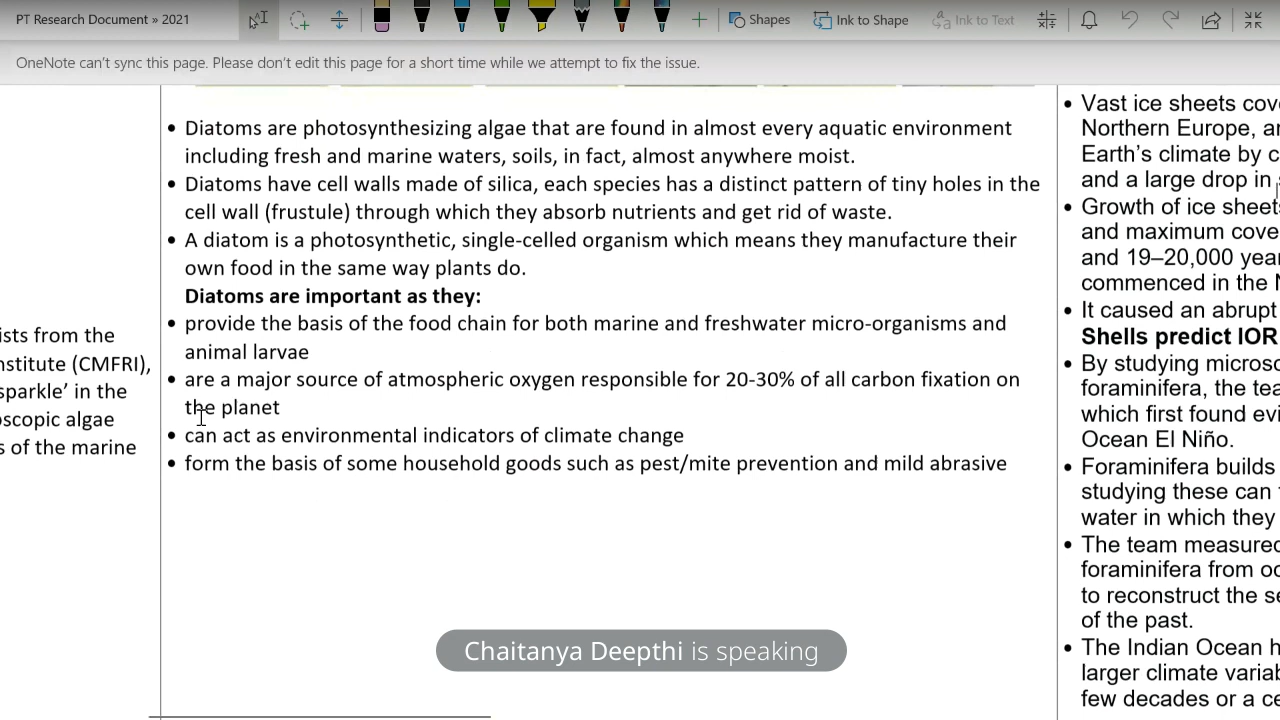 PT Research Document » 2021
Shapes
Ink to Shape
Ink to Text
OneNote can't sync this page. Please don't edit this page for a short time while we attempt to fix the issue.
ists from the
nstitute (CMFRI),
sparkle' in the
oscopic algae
s of the marine
• Diatoms are photosynthesizing algae that are found in almost every aquatic environment
including fresh and marine waters, soils, in fact, almost anywhere moist.
• Diatoms have cell walls made of silica, each species has a distinct pattern of tiny holes in the
cell wall (frustule) through which they absorb nutrients and get rid of waste.
• A diatom is a photosynthetic, single-celled organism which means they manufacture their
own food in the same way plants do.
Diatoms are important as they:
• provide the basis of the food chain for both marine and freshwater micro-organisms and
animal larvae
• are a major source of atmospheric oxygen responsible for 20-30% of all carbon fixation on
the planet
• can act as environmental indicators of climate change
• form the basis of some household goods such as pest/mite prevention and mild abrasive
• Vast ice sheets cov
Northern Europe, a
Earth's climate by c
and a large drop in
• Growth of ice sheet
and maximum cove
and 19–20,000 yea
commenced in the
• It caused an abrupt
Shells predict IOR
• By studying microsc
foraminifera, the tea
which first found evi
Ocean El Niño.
• Foraminifera builds
studying these can
water in which they
• The team measured
foraminifera from oc
to reconstruct the se
of the past.
• The Indian Ocean h
larger climate variab
few decades or a ce
Chaitanya Deepthi is speaking